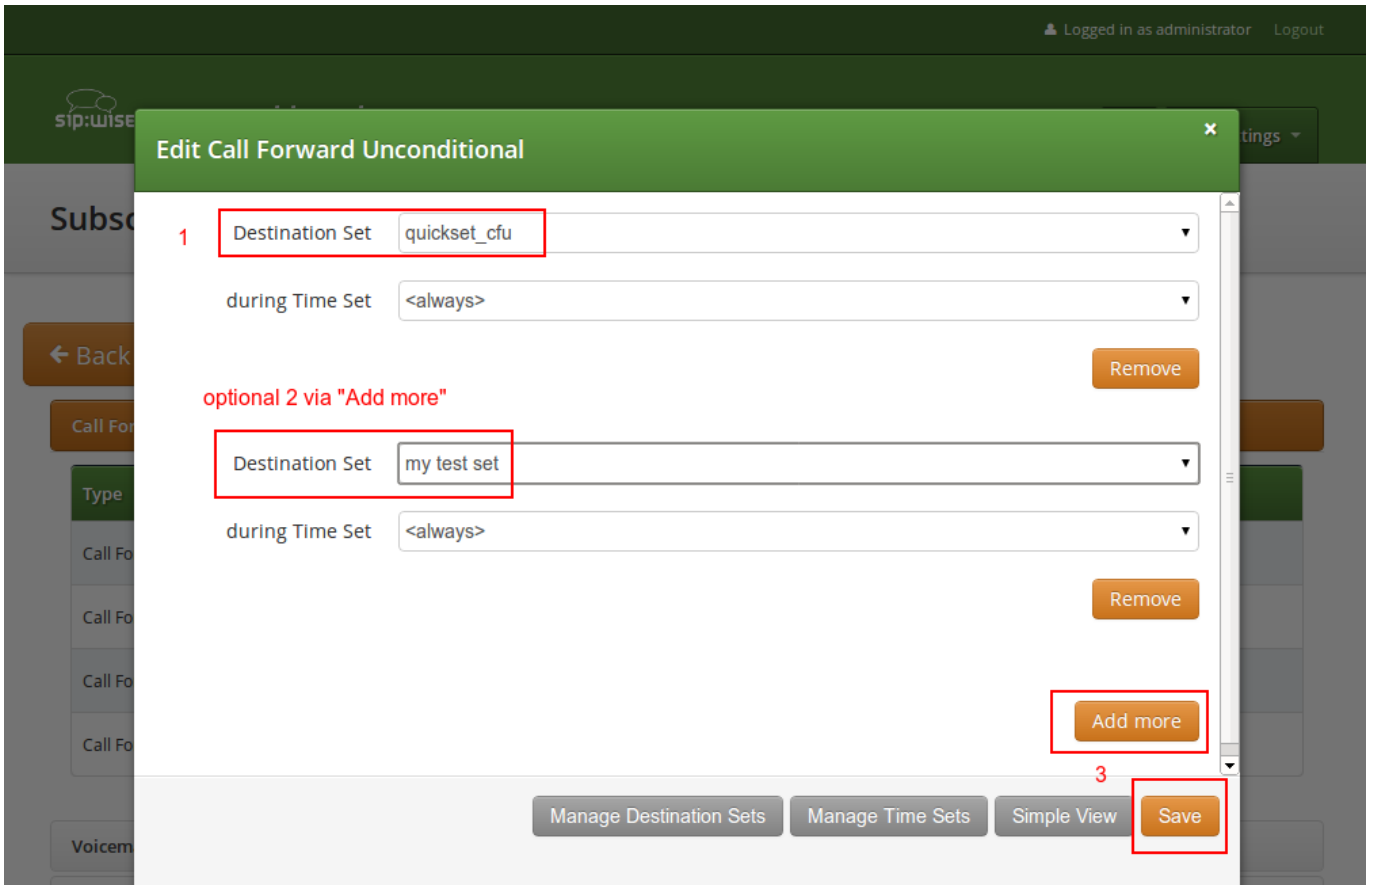 Logged in as administrator Logout
sip:wise
tings
Edit Call Forward Unconditional ×
Subsc
1 Destination Set quickset_cfu
during Time Set <always>
Back
Remove
optional 2 via "Add more"
Call For
Destination Set my test set
Type
during Time Set <always>
Call Fo
Remove
Call Fo
Call Fo
Add more
Call Fo
3
Manage Destination Sets Manage Time Sets Simple View Save
Voicem